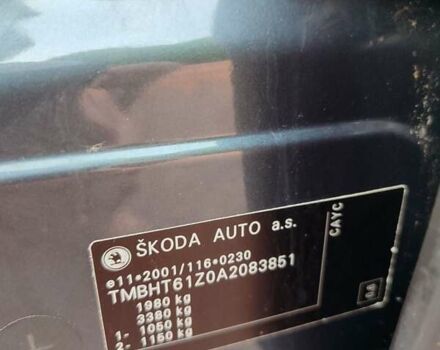 ŠKODA AUTO a.s.
e11*2001/116*0230
TMBHT61Z0A2083851
1980 kg
3380 kg
1- 1050 kg
2- 1150 kg
CAYC